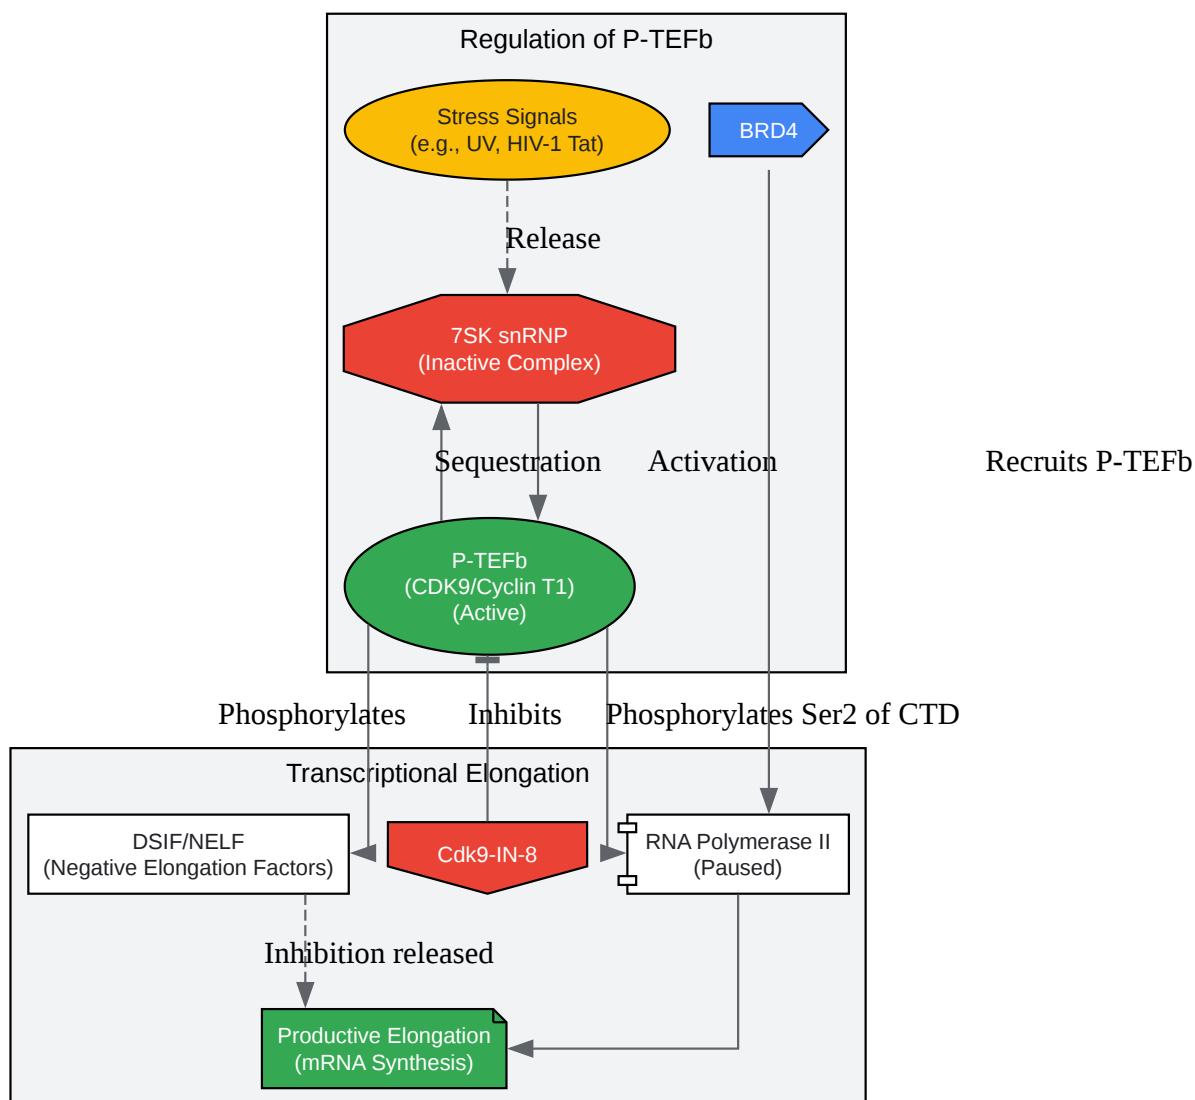 Regulation of P-TEFb
Stress Signals
(e.g., UV, HIV-1 Tat)
BRD4
Release
7SK snRNP
(Inactive Complex)
Sequestration
Activation
Recruits P-TEFb
P-TEFb
(CDK9/Cyclin T1)
(Active)
Phosphorylates
Inhibits
Phosphorylates Ser2 of CTD
Transcriptional Elongation
DSIF/NELF
(Negative Elongation Factors)
Cdk9-IN-8
RNA Polymerase II
(Paused)
Inhibition released
Productive Elongation
(mRNA Synthesis)